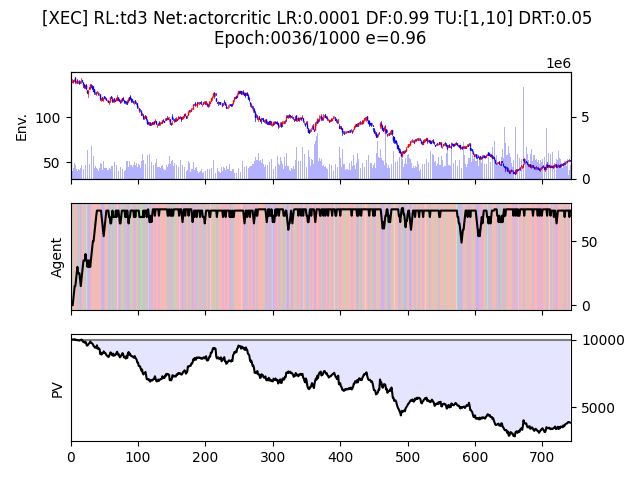 [XEC] RL:td3 Net:actorcritic LR:0.0001 DF:0.99 TU:[1,10] DRT:0.05
Epoch:0036/1000 e=0.96
1e6
Env.
100
50
5
0
Agent
50
0
PV
10000
5000
0 100 200 300 400 500 600 700